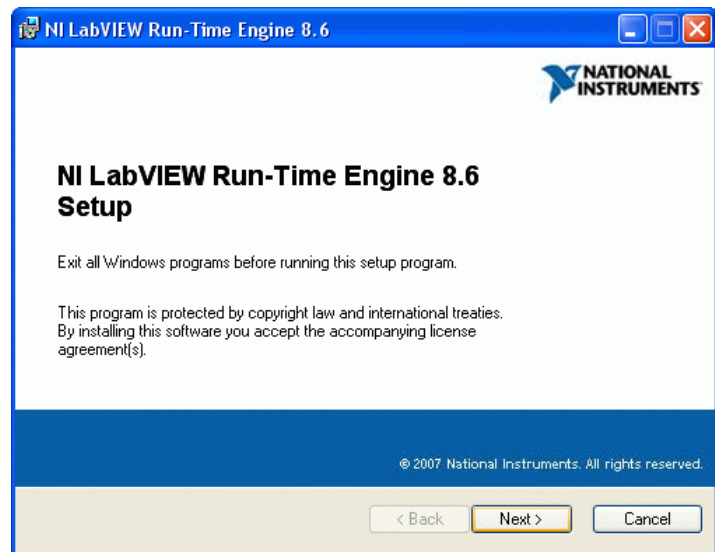 NI LabVIEW Run-Time Engine 8.6
NATIONAL
INSTRUMENTS
NI LabVIEW Run-Time Engine 8.6
Setup
Exit all Windows programs before running this setup program.
This program is protected by copyright law and international treaties.
By installing this software you accept the accompanying license
agreement(s).
© 2007 National Instruments. All rights reserved.
< Back
Next >
Cancel